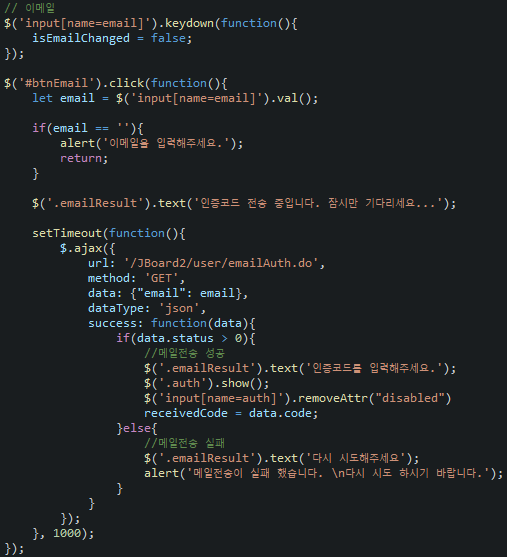 // 이메일
$('input[name=email]').keydown(function(){
    isEmailChanged = false;
});

$('#btnEmail').click(function(){
    let email = $('input[name=email]').val();

    if(email == ''){
        alert('이메일을 입력해주세요.');
        return;
    }

    $('.emailResult').text('인증코드 전송 중입니다. 잠시만 기다리세요...');

    setTimeout(function(){
        $.ajax({
            url: '/JBoard2/user/emailAuth.do',
            method: 'GET',
            data: {"email": email},
            dataType: 'json',
            success: function(data){
                if(data.status > 0){
                    //메일전송 성공
                    $('.emailResult').text('인증코드를 입력해주세요.');
                    $('.auth').show();
                    $('input[name=auth]').removeAttr("disabled")
                    receivedCode = data.code;
                }else{
                    //메일전송 실패
                    $('.emailResult').text('다시 시도해주세요');
                    alert('메일전송이 실패 했습니다. \n다시 시도 하시기 바랍니다.');
                }
            }
        });
    }, 1000);
});